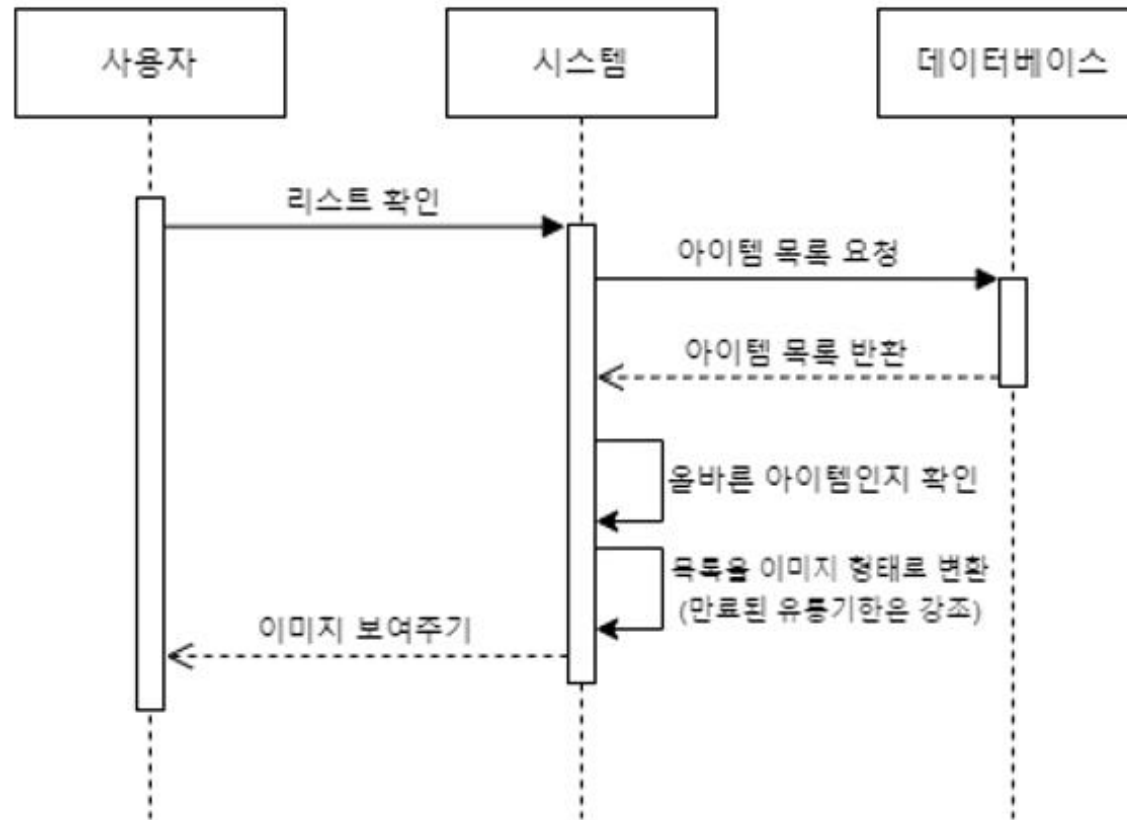 사용자
시스템
데이터베이스
리스트 확인
아이템 목록 요청
아이템 목록 반환
올바른 아이템인지 확인
목록을 이미지 형태로 변환
(만료된 유통기한은 강조)
이미지 보여주기